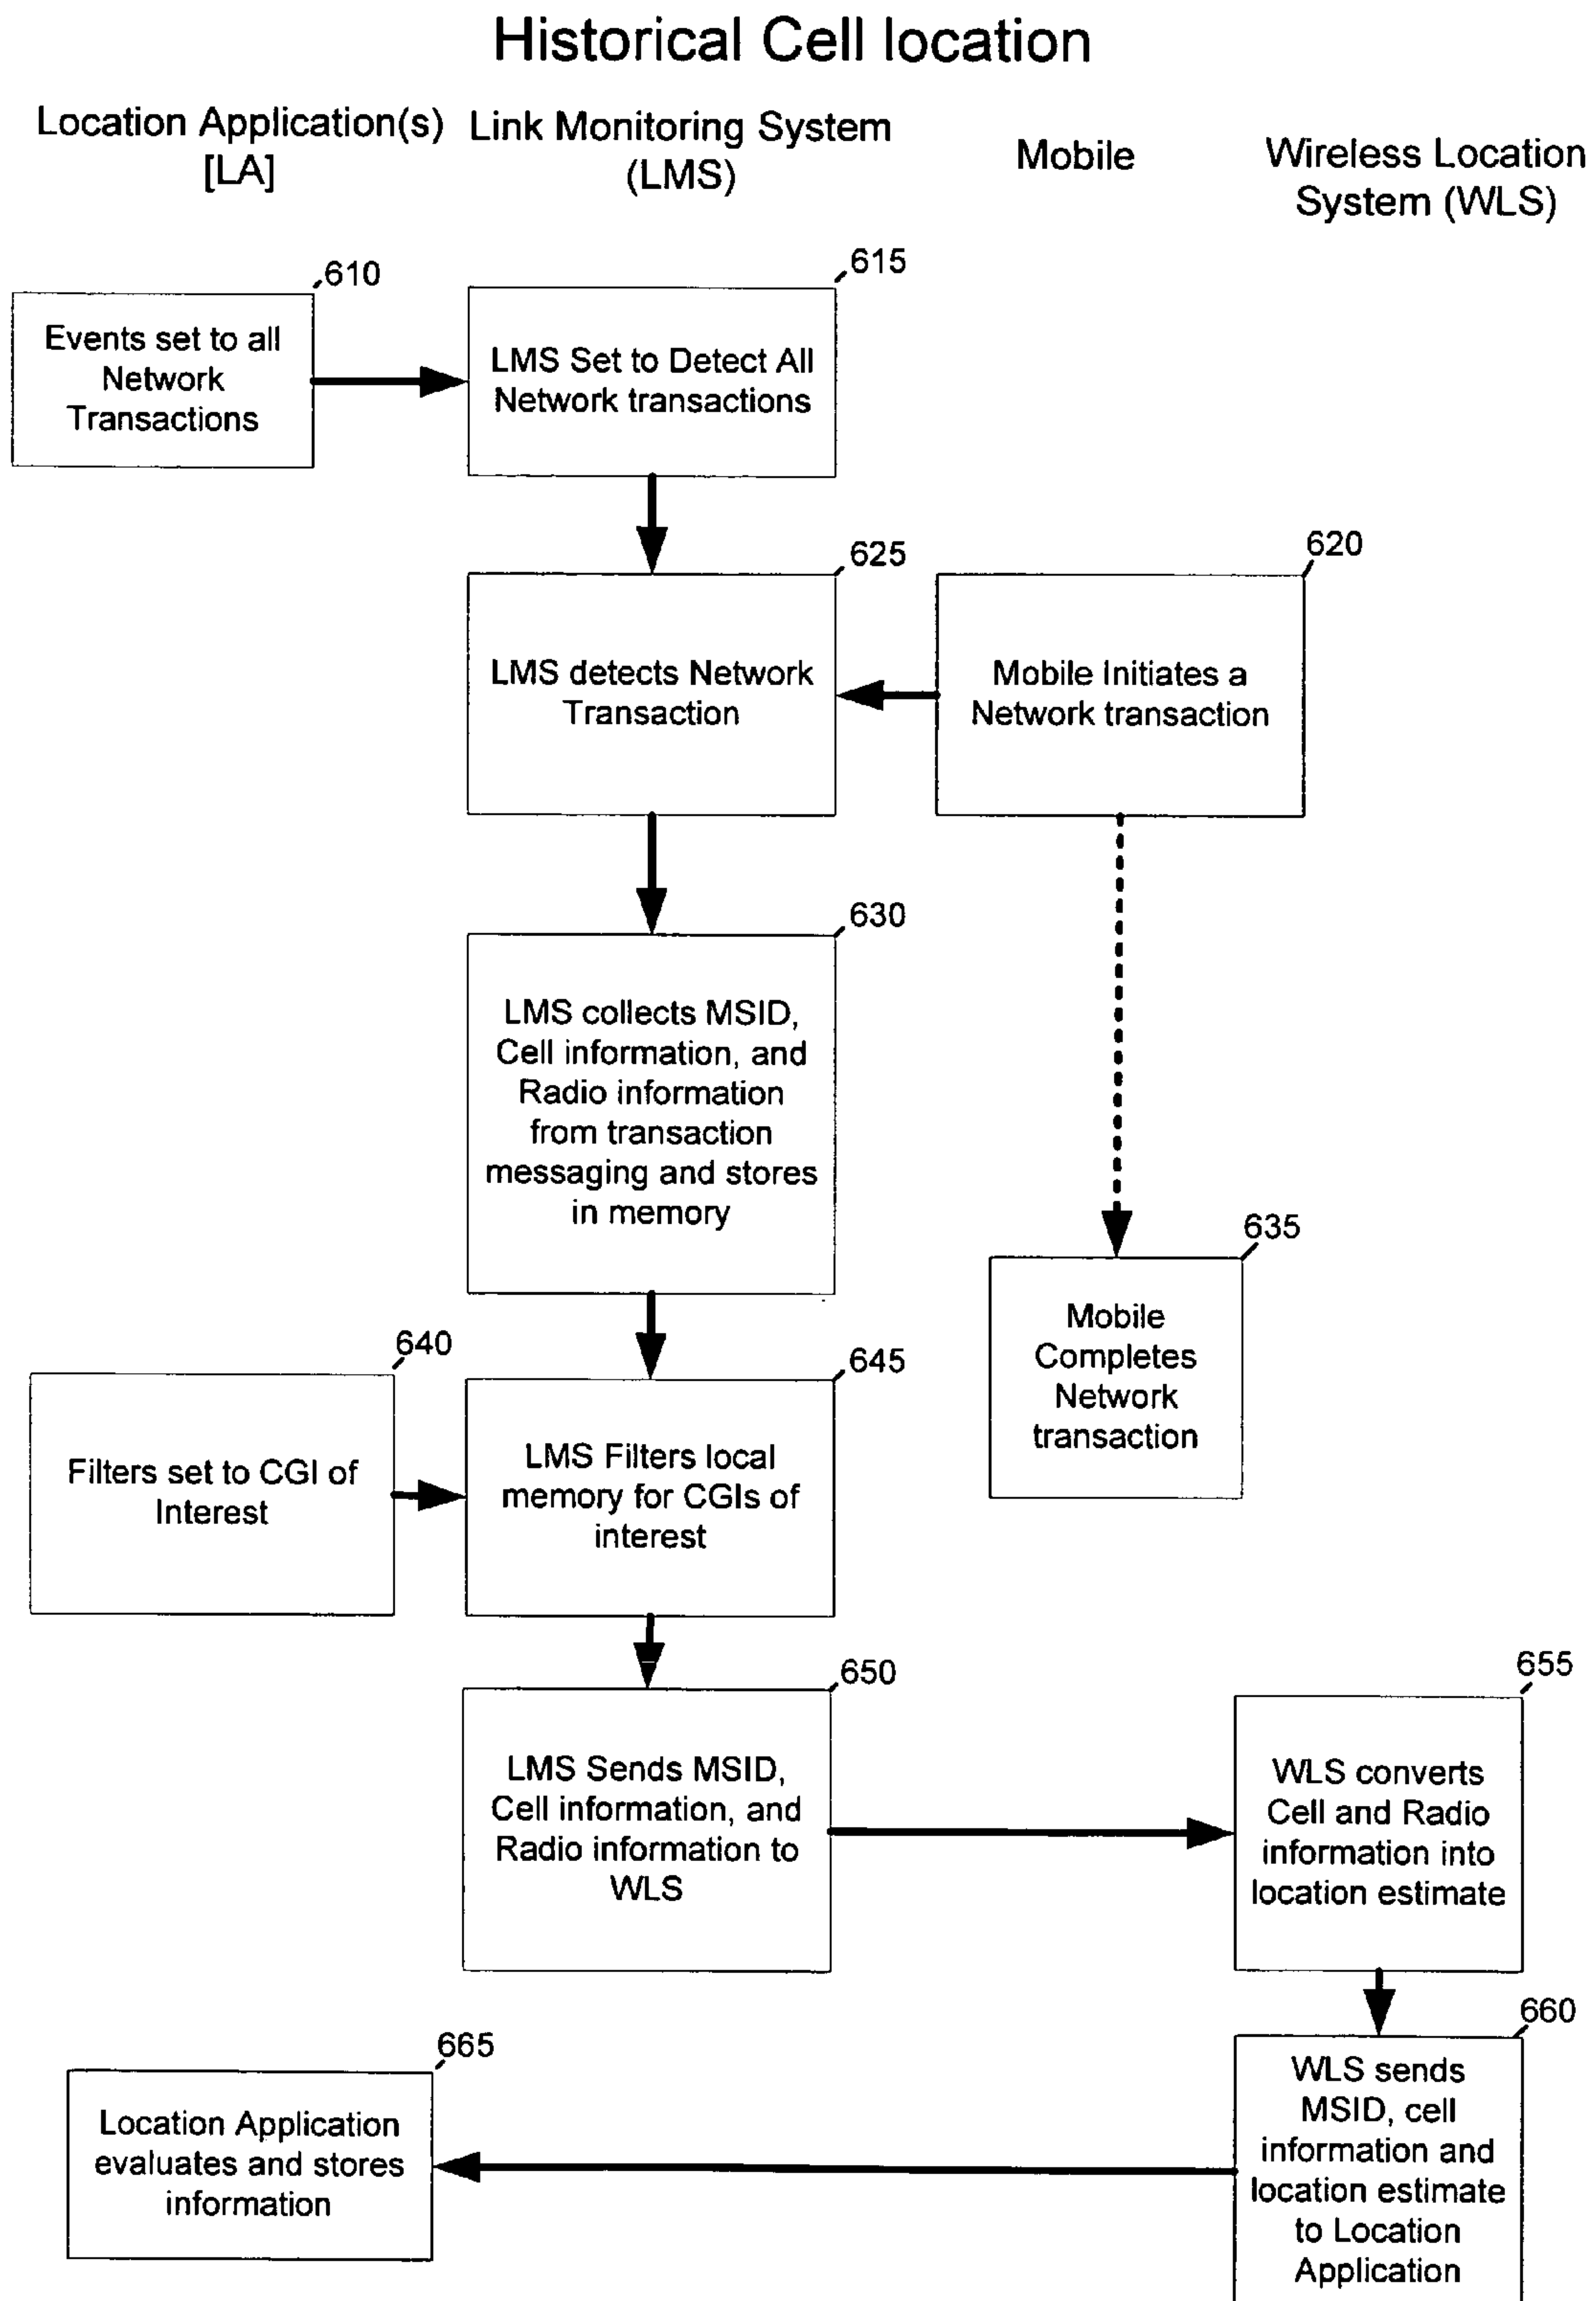 Historical Cell location
Location Application(s)
[LA]
Link Monitoring System
(LMS)
Mobile
Wireless Location
System (WLS)
610
Events set to all
Network
Transactions
615
LMS Set to Detect All
Network transactions
625
LMS detects Network
Transaction
620
Mobile Initiates a
Network transaction
630
LMS collects MSID,
Cell information, and
Radio information
from transaction
messaging and stores
in memory
635
Mobile
Completes
Network
transaction
640
Filters set to CGI of
Interest
645
LMS Filters local
memory for CGIs of
interest
650
LMS Sends MSID,
Cell information, and
Radio information to
WLS
655
WLS converts
Cell and Radio
information into
location estimate
660
WLS sends
MSID, cell
information and
location estimate
to Location
Application
665
Location Application
evaluates and stores
information